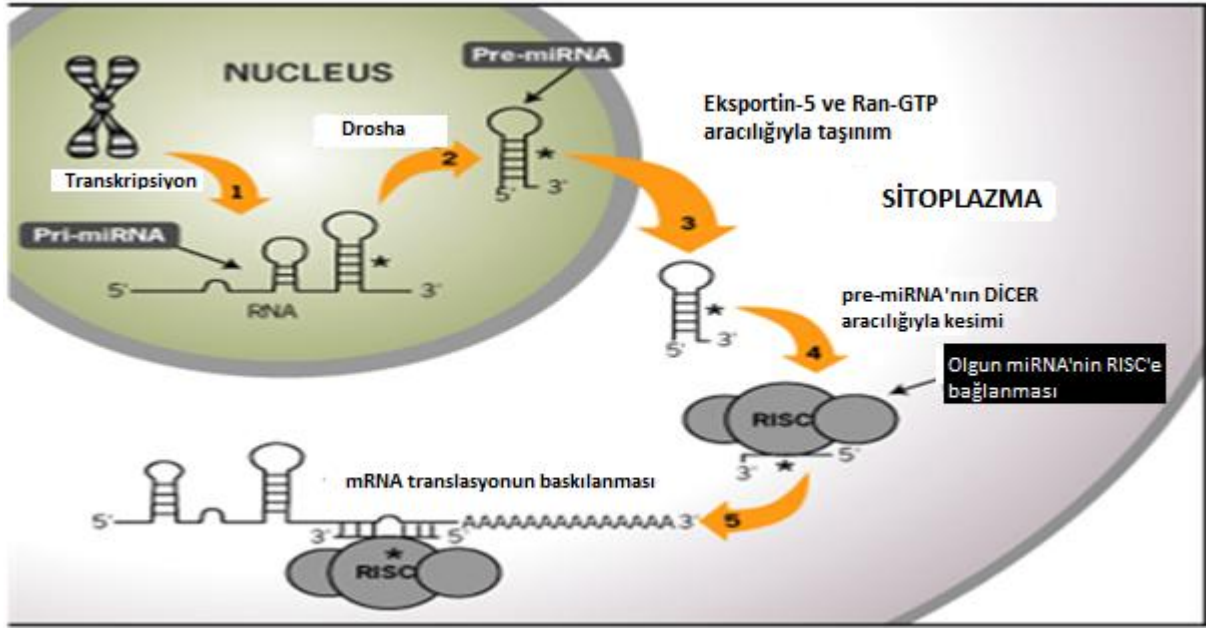 NUCLEUS
Pre-miRNA
Drosha
2
5' 3'
Transkripsiyon
1
Pri-miRNA
5' 3'
RNA
Eksportin-5 ve Ran-GTP
aracılığıyla taşınım
SİTOPLAZMA
3
5' 3'
pre-miRNA'nın DİCER
aracılığıyla kesimi
4
Olgun miRNA'nin RISC'e
bağlanması
RISC
3' 5'
mRNA translasyonun baskılanması
5
5' AAAAAAAAAAAAAA 3'
3' 5'
RISC